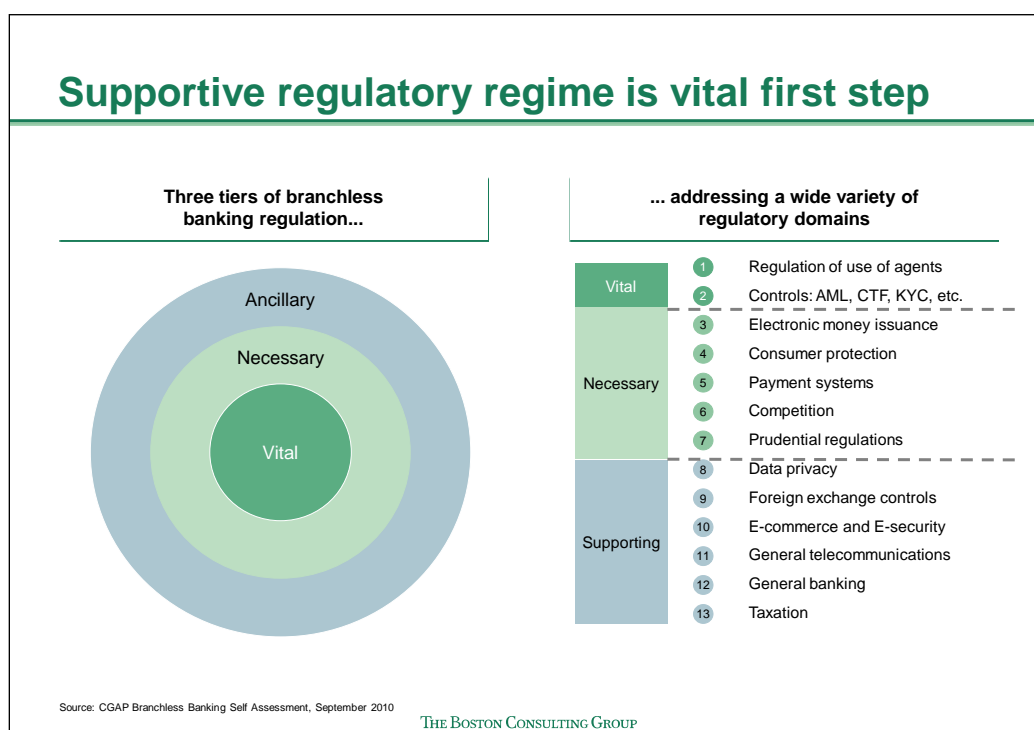 Supportive regulatory regime is vital first step
Three tiers of branchless
banking regulation...
Ancillary
Necessary
Vital
... addressing a wide variety of
regulatory domains
Vital
1 Regulation of use of agents
2 Controls: AML, CTF, KYC, etc.
Necessary
3 Electronic money issuance
4 Consumer protection
5 Payment systems
6 Competition
7 Prudential regulations
Supporting
8 Data privacy
9 Foreign exchange controls
10 E-commerce and E-security
11 General telecommunications
12 General banking
13 Taxation
Source: CGAP Branchless Banking Self Assessment, September 2010
THE BOSTON CONSULTING GROUP